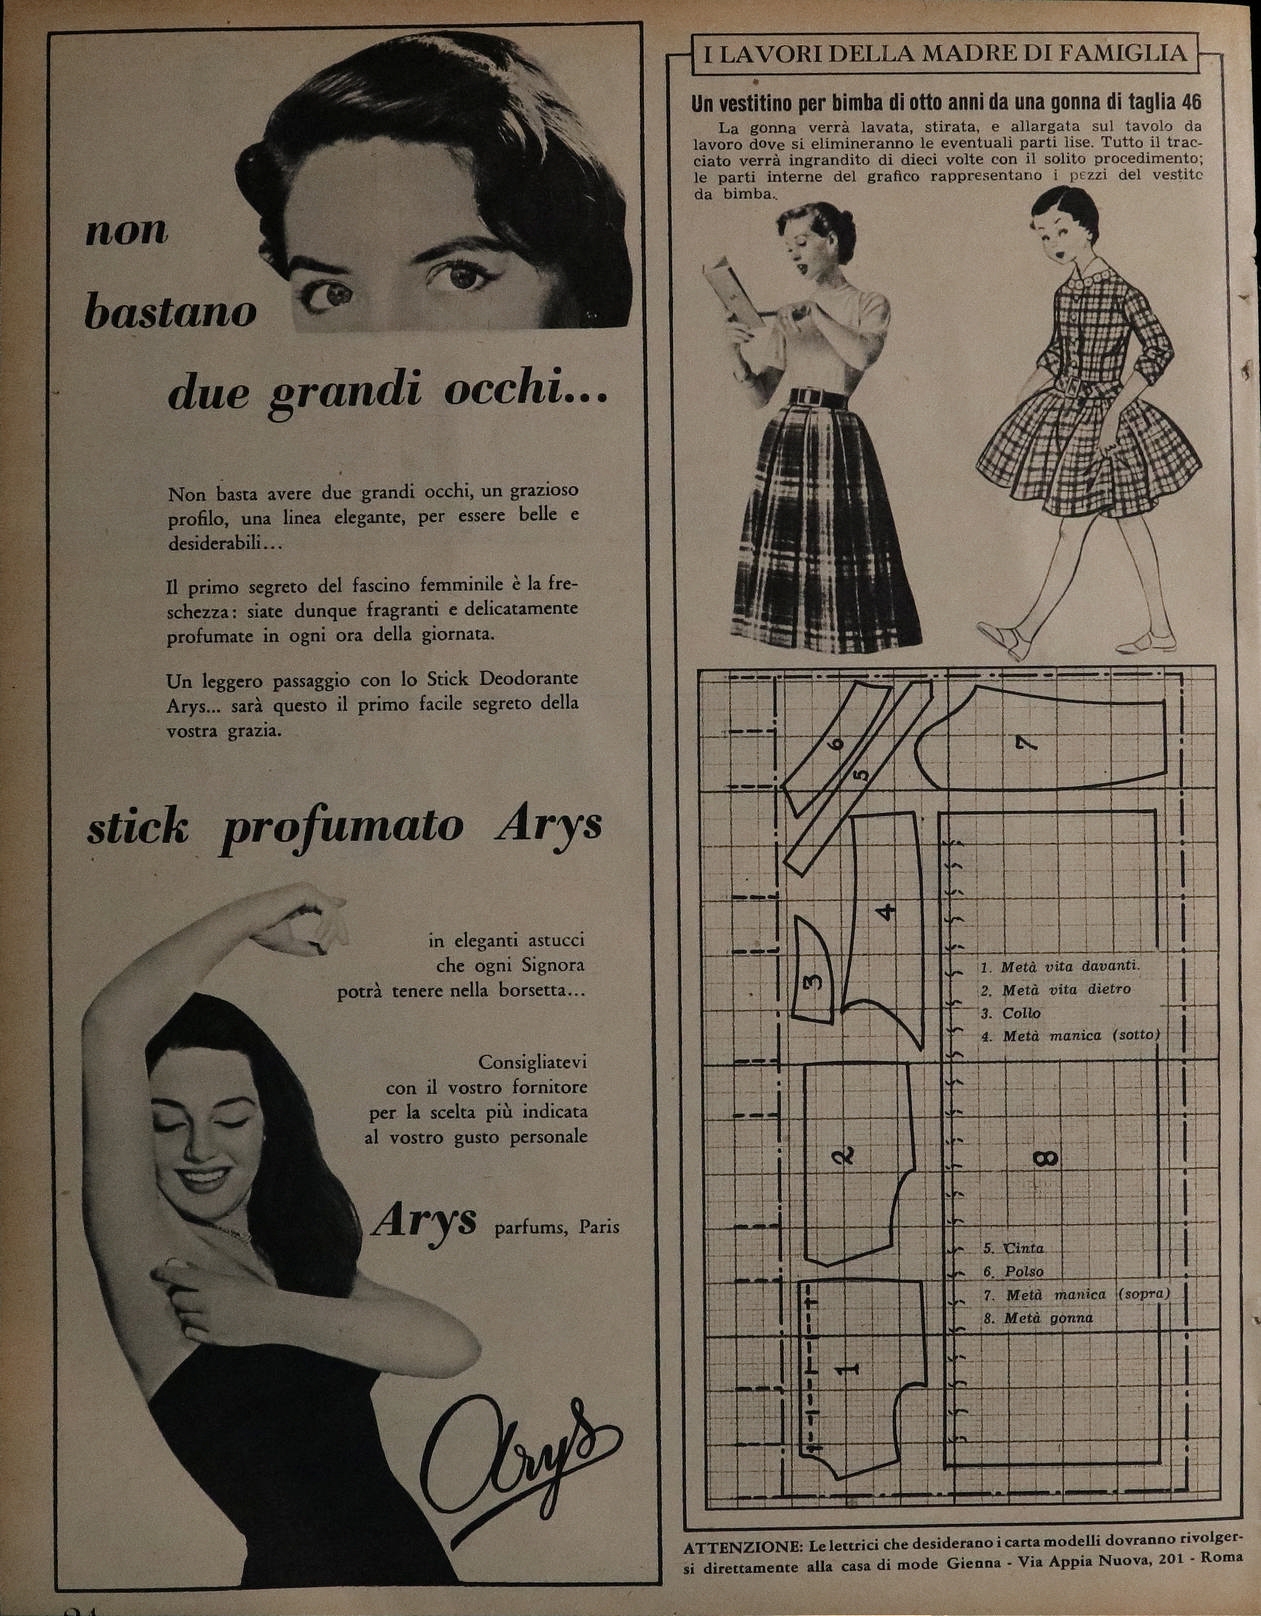 non
bastano
due grandi occhi...
Non basta avere due grandi occhi, un grazioso
profilo, una linea elegante, per essere belle e
desiderabili...
Il primo segreto del fascino femminile è la fre-
schezza: siate dunque fragranti e delicatamente
profumate in ogni ora della giornata.
Un leggero passaggio con lo Stick Deodorante
Arys... sarà questo il primo facile segreto della
vostra grazia.
stick profumato Arys
in eleganti astucci
che ogni Signora
potrà tenere nella borsetta...
Consigliatevi
con il vostro fornitore
per la scelta più indicata
al vostro gusto personale
Arys parfums, Paris
Arys
I LAVORI DELLA MADRE DI FAMIGLIA
Un vestitino per bimba di otto anni da una gonna di taglia 46
La gonna verrà lavata, stirata, e allargata sul tavolo da
lavoro dove si elimineranno le eventuali parti lise. Tutto il trac-
ciato verrà ingrandito di dieci volte con il solito procedimento;
le parti interne del grafico rappresentano i pezzi del vestito
da bimba.
6
5
7
4
3
1. Metà vita davanti.
2. Metà vita dietro
3. Collo
4. Metà manica (sotto)
2
8
5. Cinta
6. Polso
7. Metà manica (sopra)
8. Metà gonna
1
ATTENZIONE: Le lettrici che desiderano i carta modelli dovranno rivolger-
si direttamente alla casa di mode Gienna - Via Appia Nuova, 201 - Roma